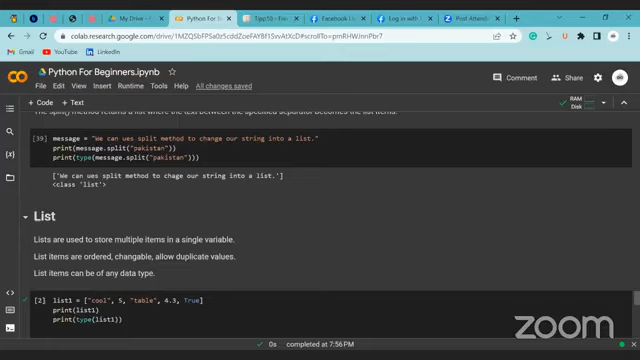 My Drive -
Python For B
Tjap10 - Fre
Facebook Live
Log in with Z
Post Attend
colab.research.google.com/drive/
Gmail
YouTube
LinkedIn
Python For Beginners.ipynb
File Edit View Insert Runtime Tools Help All changes saved
Comment
Share
+ Code + Text
RAM
Disk
The split() method returns a list where the text between the specified separator becomes the list items.
[39] message = "We can ues split method to change our string into a list."
print(message.split("pakistan"))
print(type(message.split("pakistan")))
['We can ues split method to chage our string into a list.']
<class 'list'>
List
Lists are used to store multiple items in a single variable.
List items are ordered, changable, allow duplicate values.
List items can be of any data type.
[2] list1 = ["cool", 5, "table", 4.3, True]
print(list1)
print(type(list1))
0s completed at 7:56 PM
zoom